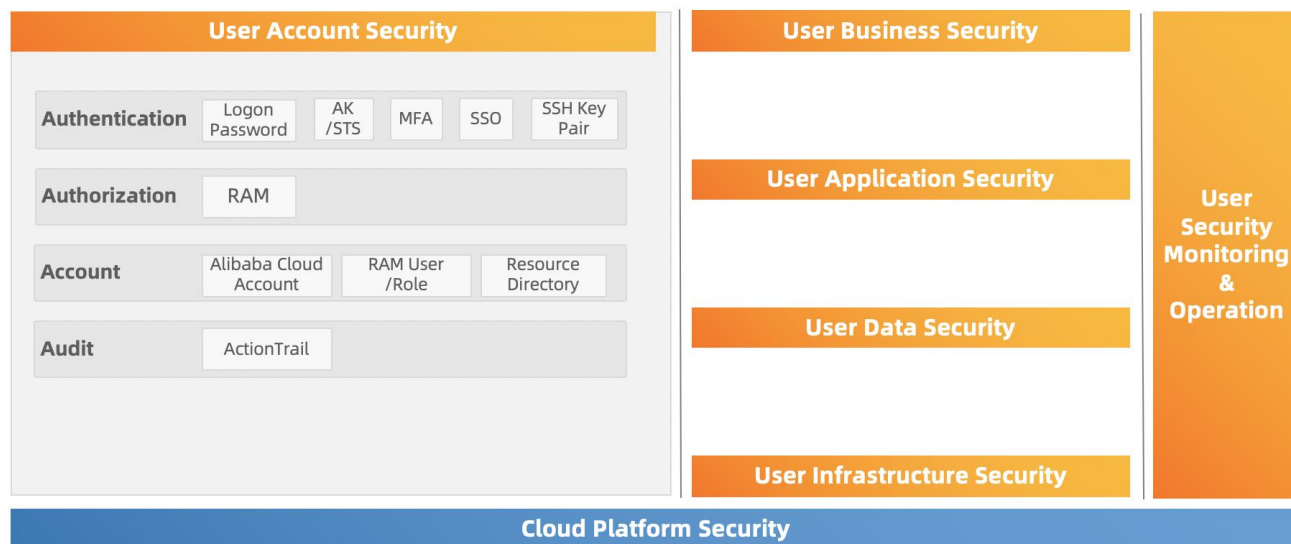 User Account Security
Authentication
Logon
Password
AK
/STS
MFA
SSO
SSH Key
Pair
Authorization
RAM
Account
Alibaba Cloud
Account
RAM User
/Role
Resource
Directory
Audit
ActionTrail
User Business Security
User Application Security
User Data Security
User Infrastructure Security
User
Security
Monitoring
&
Operation
Cloud Platform Security